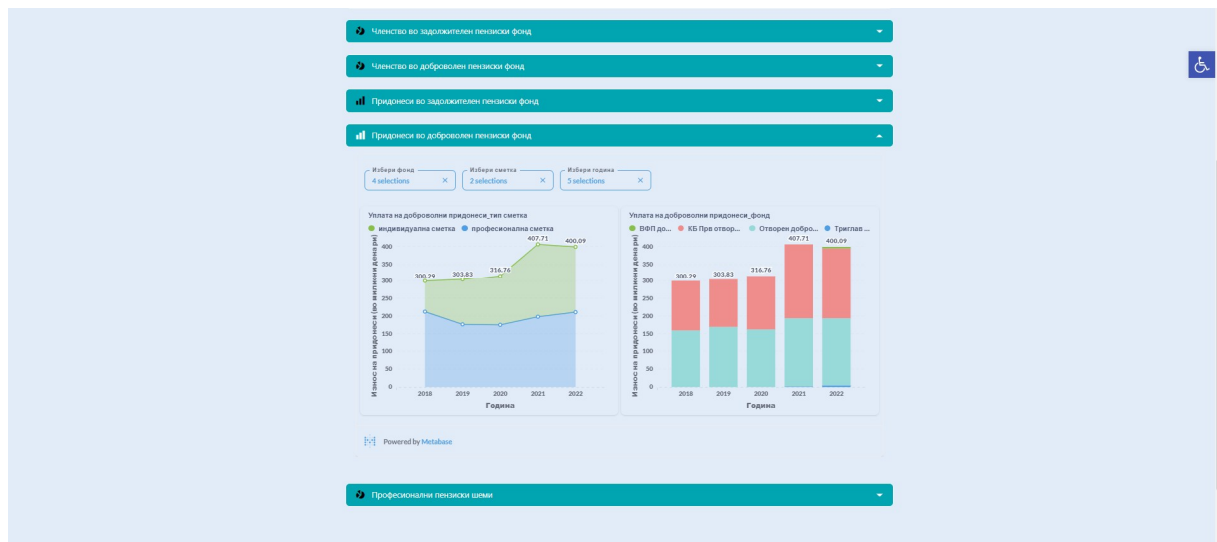 Членство во задолжителен пензиски фонд
Членство во доброволен пензиски фонд
Придонеси во задолжителен пензиски фонд
Придонеси во доброволен пензиски фонд
Избери фонд
4 selections ×
Избери сметка
2 selections ×
Избери година
5 selections ×
Уплата на доброволни придонеси_тип сметка
индивидуална сметка професионална сметка
Износ на придонеси (во милиони денари)
400
350
300
250
200
150
100
50
0
300.29 303.83 316.76 407.71 400.09
2018 2019 2020 2021 2022
Година
Уплата на доброволни придонеси_фонд
ВФП до... КБ Прв отвор... Отворен добро... Триглав ...
Износ на придонеси (во милиони денари)
400
350
300
250
200
150
100
50
0
300.29 303.83 316.76 407.71 400.09
2018 2019 2020 2021 2022
Година
Powered by Metabase
Професионални пензиски шеми